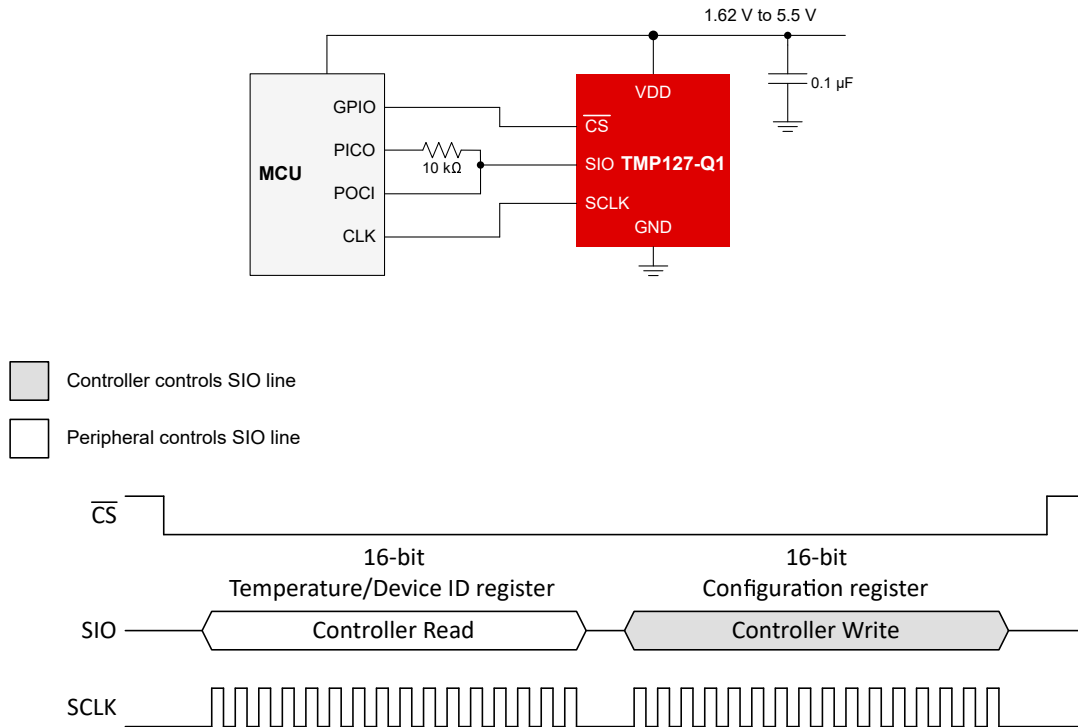 1.62 V to 5.5 V
0.1 µF
VDD
GPIO
CS
PICO
10 kΩ
SIO TMP127-Q1
MCU
POCI
SCLK
CLK
GND
Controller controls SIO line
Peripheral controls SIO line
CS
16-bit
Temperature/Device ID register
16-bit
Configuration register
SIO
Controller Read
Controller Write
SCLK